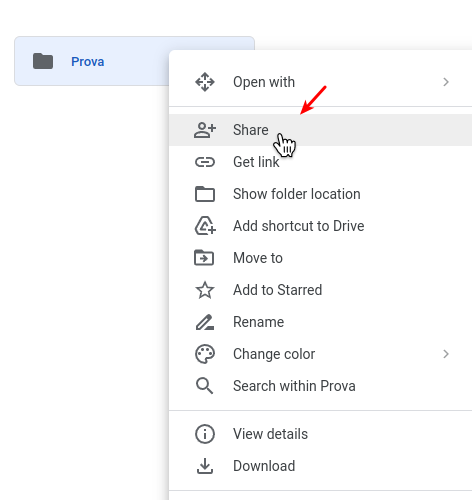 Prova
Open with
Share
Get link
Show folder location
Add shortcut to Drive
Move to
Add to Starred
Rename
Change color
Search within Prova
View details
Download